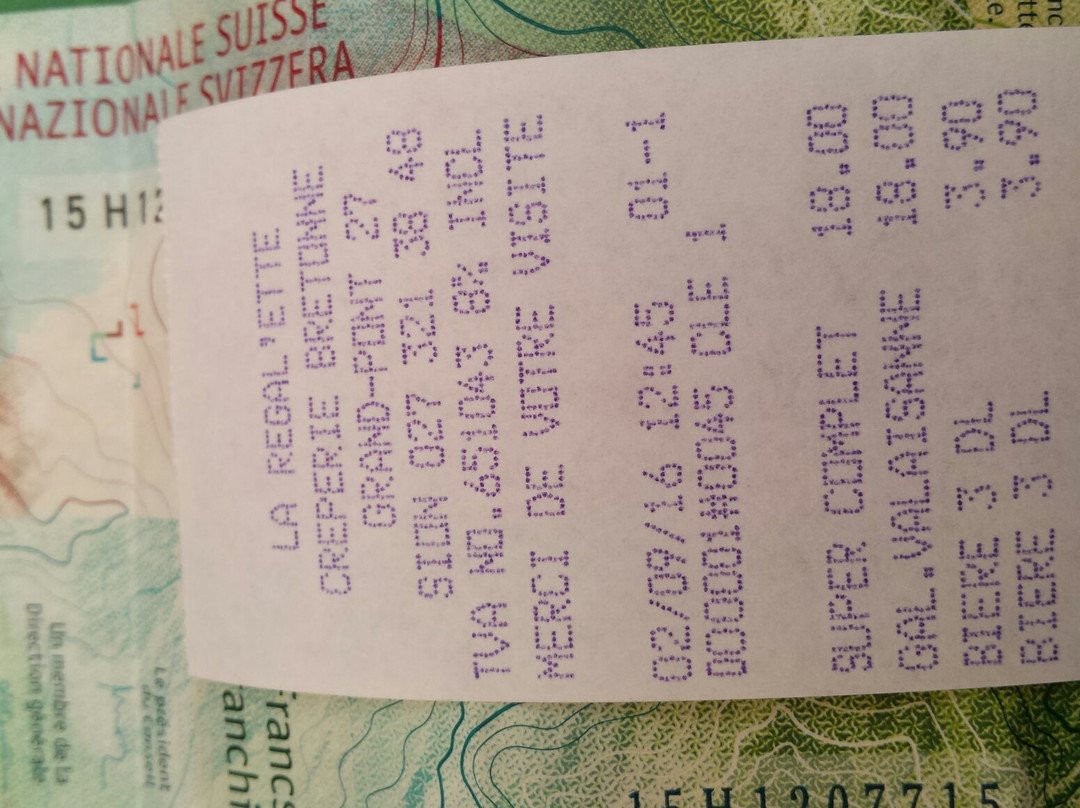 NATIONALE SUISSE
NAZIONALE SVIZZERA
15 H12
LA REGAL'ETTE
CREPERIE BRETONNE
GRAND-PONT 27
SION 027 321 38 48
TVA NO.651043 8% INCL
MERCI DE VOTRE VISITE
02/09/16 12:45 01-1
000001#0045 CLE 1
SUPER COMPLET 18.00
GAL.VALAISANNE 18.00
BIERE 3 DL 3.90
BIERE 3 DL 3.90
Un membre de la
Direction générale
Le président
du Conseil
Francs
15H1207715